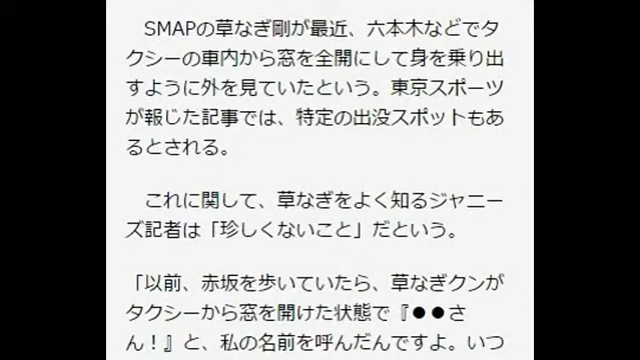 SMAPの草なぎ剛が最近、六本木などでタ
クシーの車内から窓を全開にして身を乗り出
すように外を見ていたという。東京スポーツ
が報じた記事では、特定の出没スポットもあ
るとされる。
これに関して、草なぎをよく知るジャニー
ズ記者は「珍しくないこと」だという。
「以前、赤坂を歩いていたら、草なぎクンが
タクシーから窓を開けた状態で『●●さ
ん！』と、私の名前を呼んだんですよ。いつ